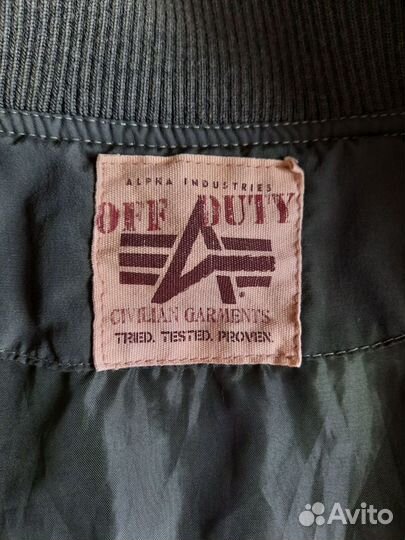 ALPHA INDUSTRIES
OFF DUTY
CIVILIAN GARMENTS
TRIED. TESTED. PROVEN.
Avito